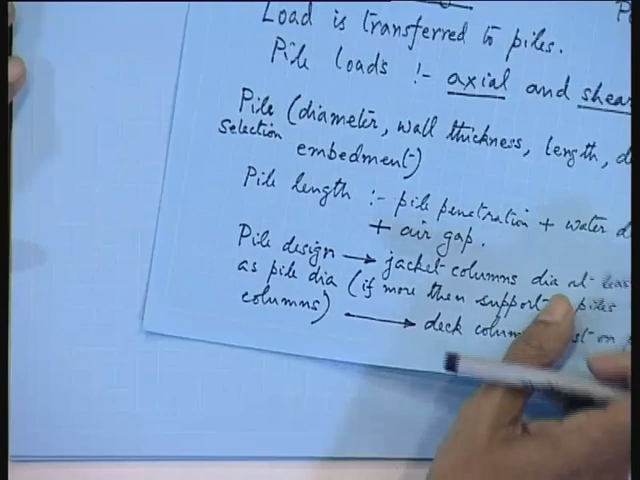 Load is transferred to piles.
Pile loads :- axial and shear
Pile (diameter, wall thickness, length,
selection embedment)
Pile length :- pile penetration + water
+ air gap.
Pile design → jacket columns dia at least
as pile dia (if more then support piles
columns) → deck on